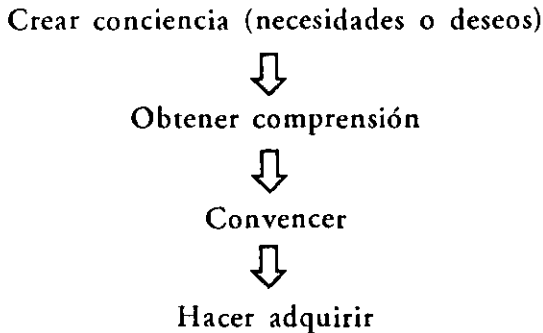 Crear conciencia (necesidades o deseos)
Obtener comprensión
Convencer
Hacer adquirir